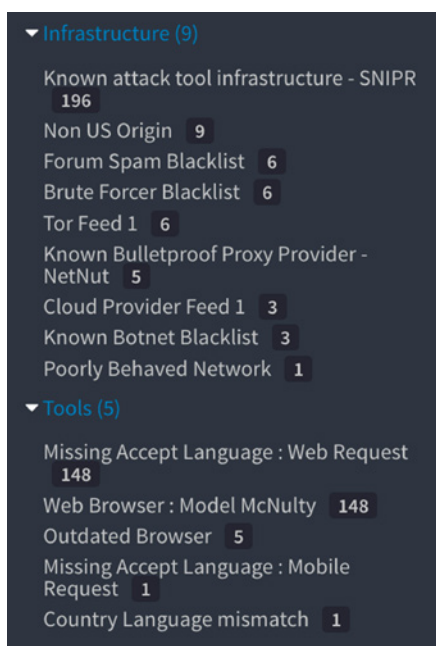 Infrastructure (9)
Known attack tool infrastructure - SNIPR
196
Non US Origin 9
Forum Spam Blacklist 6
Brute Forcer Blacklist 6
Tor Feed 1 6
Known Bulletproof Proxy Provider -
NetNut 5
Cloud Provider Feed 1 3
Known Botnet Blacklist 3
Poorly Behaved Network 1
Tools (5)
Missing Accept Language : Web Request
148
Web Browser : Model McNulty 148
Outdated Browser 5
Missing Accept Language : Mobile
Request 1
Country Language mismatch 1